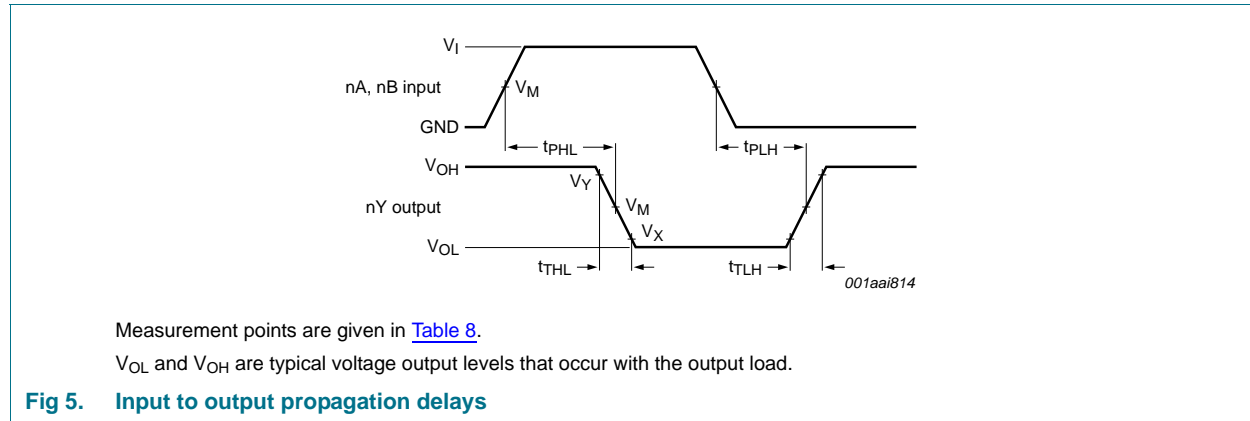 VI
nA, nB input
VM
GND
tPHL
tPLH
VOH
VY
nY output
VM
VX
VOL
tTHL
tTLH
001aai814
Measurement points are given in Table 8.
VOL and VOH are typical voltage output levels that occur with the output load.
Fig 5. Input to output propagation delays